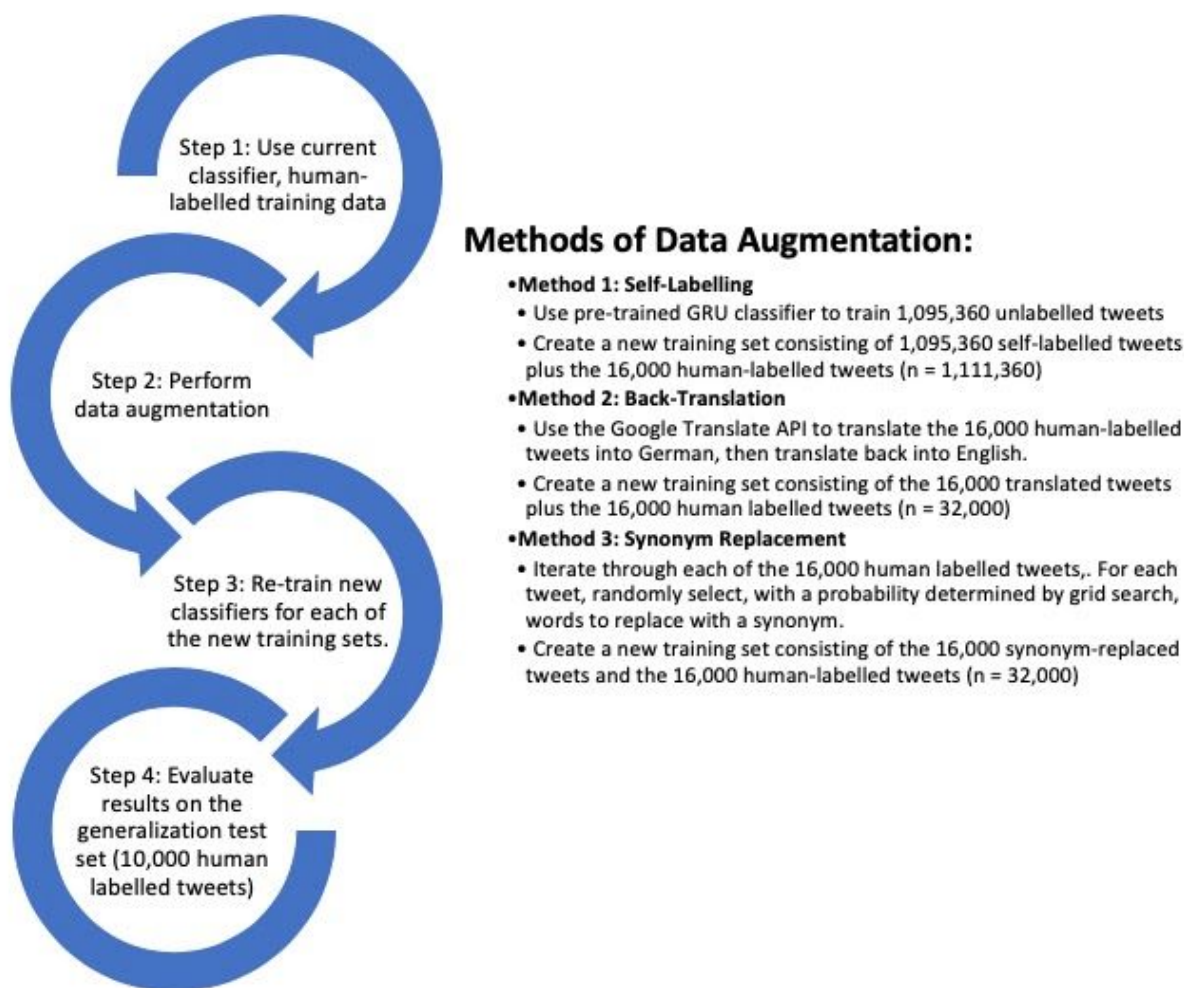 Step 1: Use current
classifier, human-
labelled training data
Step 2: Perform
data augmentation
Step 3: Re-train new
classifiers for each of
the new training sets.
Step 4: Evaluate
results on the
generalization test
set (10,000 human
labelled tweets)
Methods of Data Augmentation:
•Method 1: Self-Labelling
• Use pre-trained GRU classifier to train 1,095,360 unlabelled tweets
• Create a new training set consisting of 1,095,360 self-labelled tweets
plus the 16,000 human-labelled tweets (n = 1,111,360)
•Method 2: Back-Translation
• Use the Google Translate API to translate the 16,000 human-labelled
tweets into German, then translate back into English.
• Create a new training set consisting of the 16,000 translated tweets
plus the 16,000 human labelled tweets (n = 32,000)
•Method 3: Synonym Replacement
• Iterate through each of the 16,000 human labelled tweets,. For each
tweet, randomly select, with a probability determined by grid search,
words to replace with a synonym.
• Create a new training set consisting of the 16,000 synonym-replaced
tweets and the 16,000 human-labelled tweets (n = 32,000)